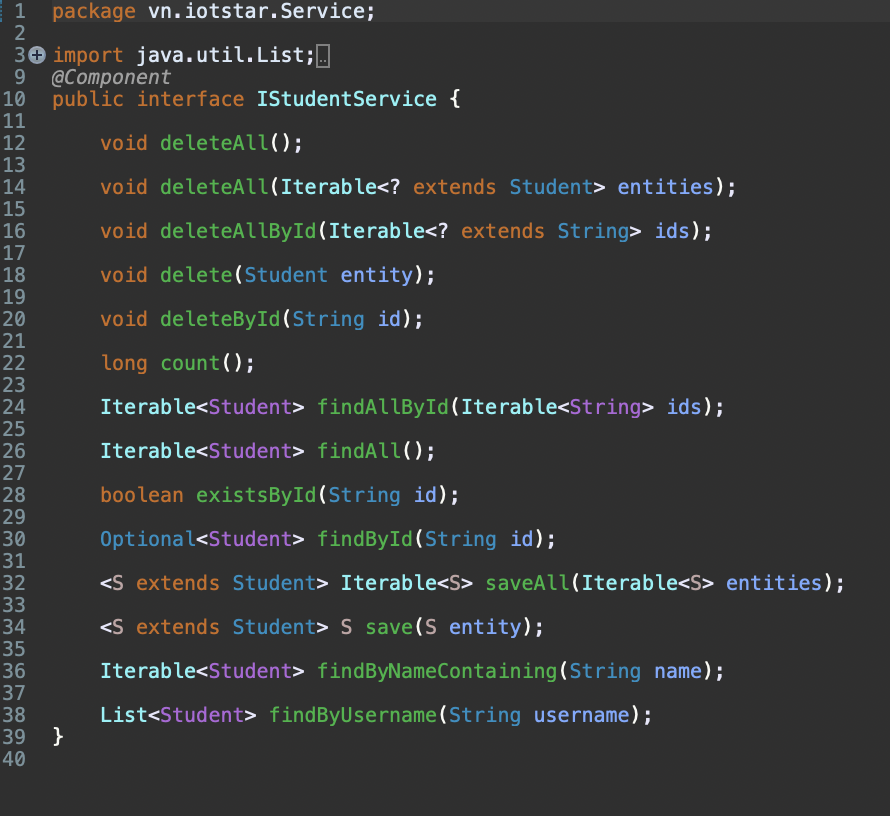 1 package vn.iotstar.Service;
2
3 import java.util.List;
9 @Component
10 public interface IStudentService {
11
12 void deleteAll();
13
14 void deleteAll(Iterable<? extends Student> entities);
15
16 void deleteAllById(Iterable<? extends String> ids);
17
18 void delete(Student entity);
19
20 void deleteById(String id);
21
22 long count();
23
24 Iterable<Student> findAllById(Iterable<String> ids);
25
26 Iterable<Student> findAll();
27
28 boolean existsById(String id);
29
30 Optional<Student> findById(String id);
31
32 <S extends Student> Iterable<S> saveAll(Iterable<S> entities);
33
34 <S extends Student> S save(S entity);
35
36 Iterable<Student> findByNameContaining(String name);
37
38 List<Student> findByUsername(String username);
39 }
40